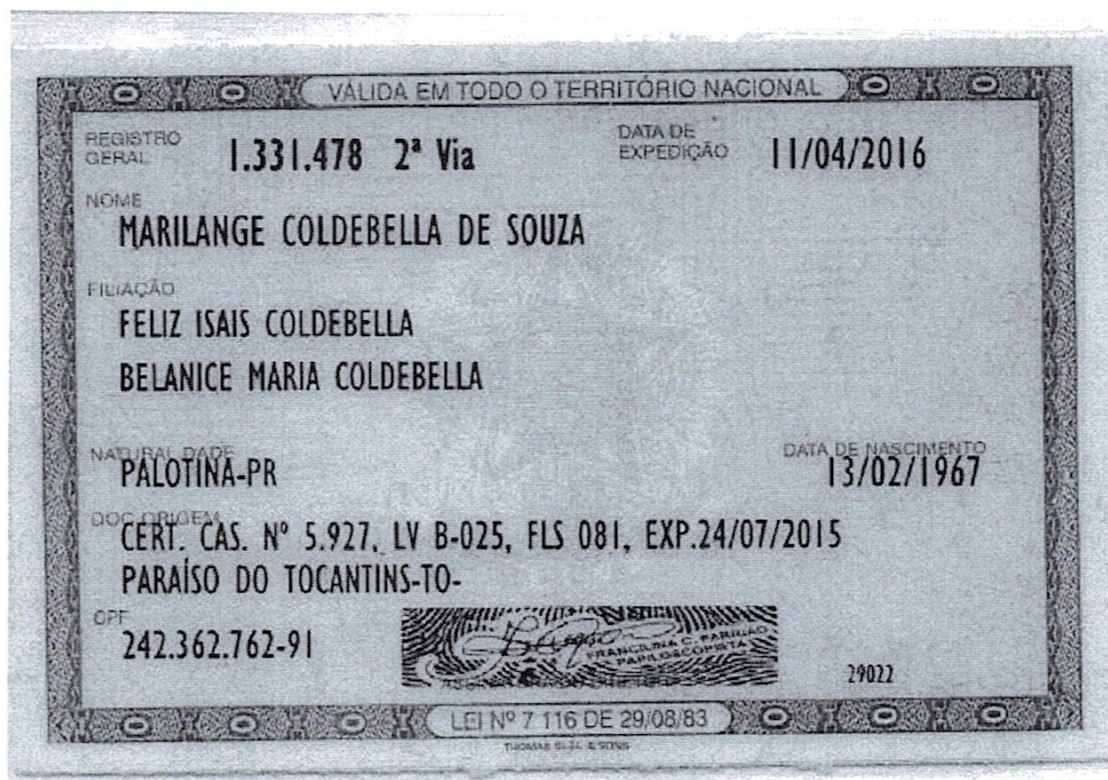 VÁLIDA EM TODO O TERRITÓRIO NACIONAL
REGISTRO GERAL 1.331.478 2ª Via DATA DE EXPEDIÇÃO 11/04/2016
NOME
MARILANGE COLDEBELLA DE SOUZA
FILIAÇÃO
FELIZ ISAIS COLDEBELLA
BELANICE MARIA COLDEBELLA
NATURALIDADE DATA DE NASCIMENTO
PALOTINA-PR 13/02/1967
DOC ORIGEM
CERT. CAS. Nº 5.927, LV B-025, FLS 081, EXP.24/07/2015
PARAÍSO DO TOCANTINS-TO-
CPF
242.362.762-91
FRANCILINA C. PARRIÃO
PAPILOSCOPISTA
29022
LEI Nº 7.116 DE 29/08/83